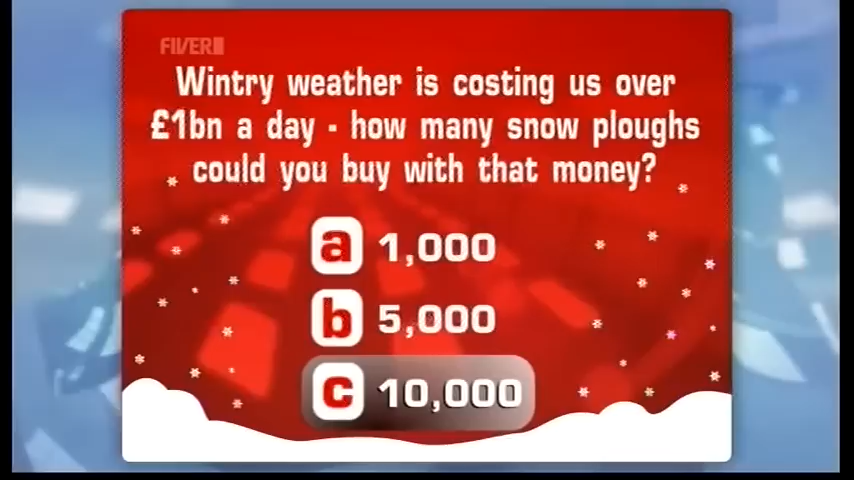 FIVER
Wintry weather is costing us over
£1bn a day - how many snow ploughs
could you buy with that money?
a 1,000
b 5,000
c 10,000